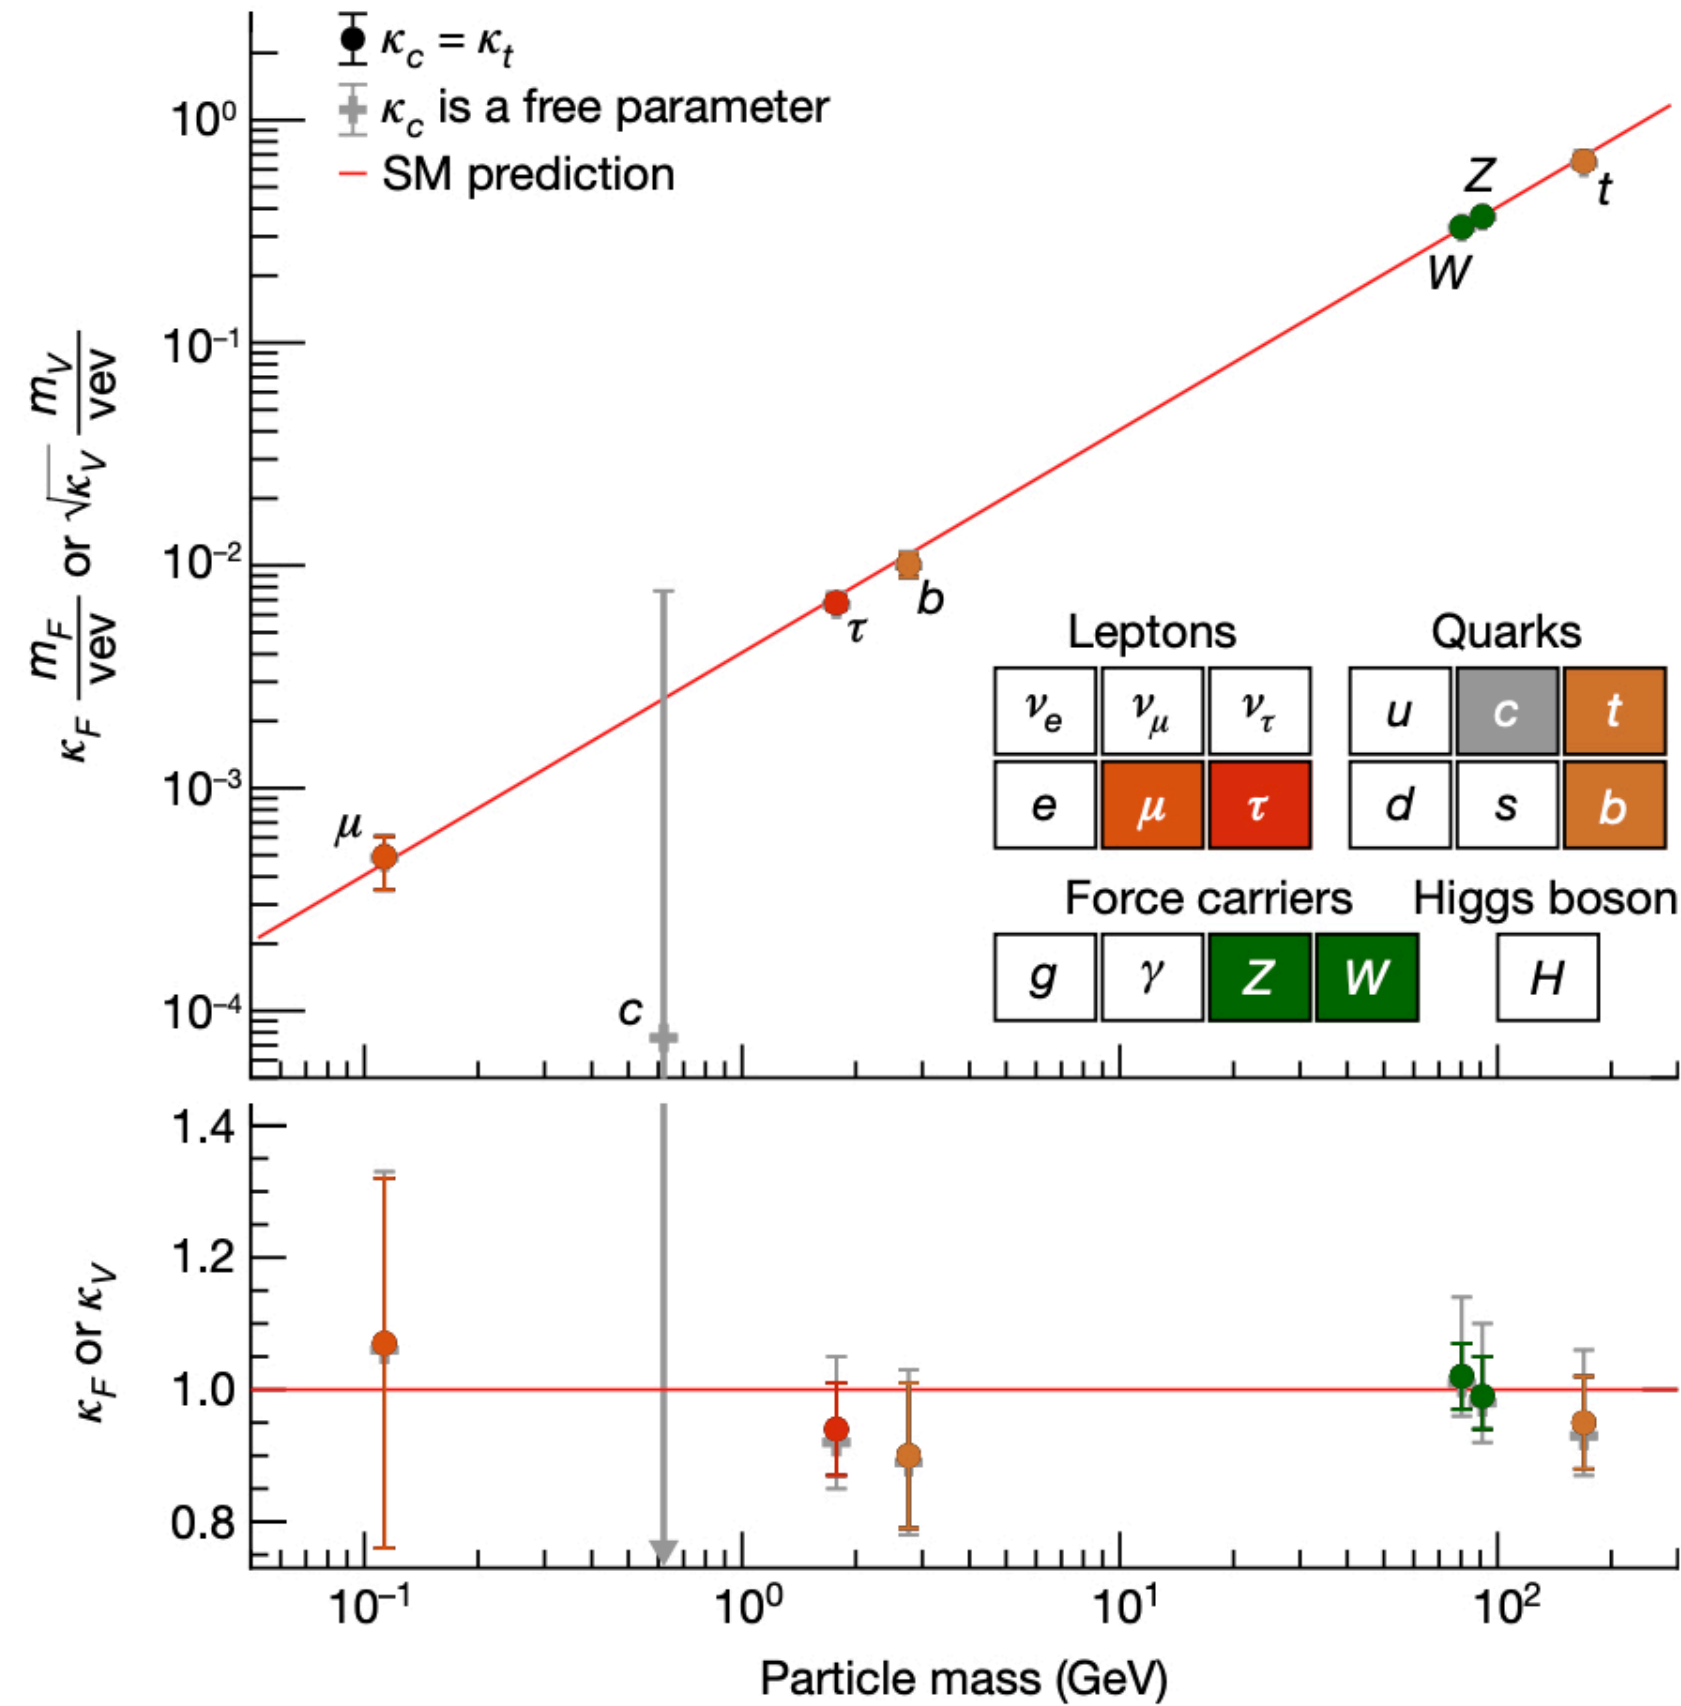 κc = κt
κc is a free parameter
SM prediction
10⁰
10⁻¹
10⁻²
10⁻³
10⁻⁴
κF mF/vev or √κV mV/vev
Z
t
W
b
τ
μ
c
Leptons
νe νμ ντ
e μ τ
Quarks
u c t
d s b
Force carriers
g γ Z W
Higgs boson
H
1.4
1.2
1.0
0.8
κF or κV
10⁻¹ 10⁰ 10¹ 10²
Particle mass (GeV)